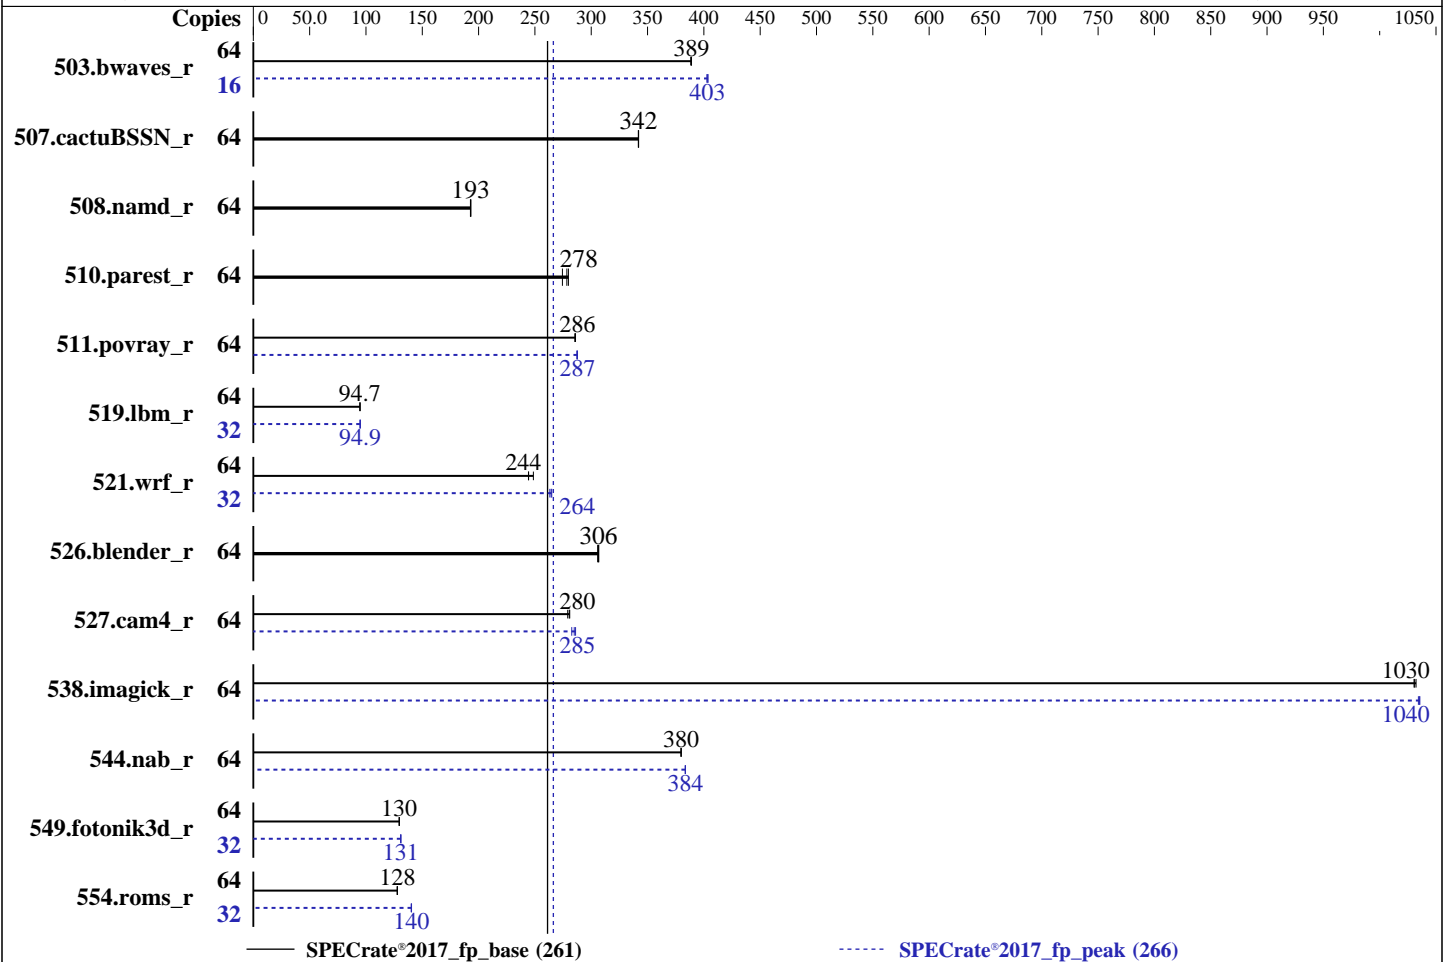 Copies 0 50.0 100 150 200 250 300 350 400 450 500 550 600 650 700 750 800 850 900 950 1050
503.bwaves_r 64 389
16 403
507.cactuBSSN_r 64 342
508.namd_r 64 193
510.parest_r 64 278
511.povray_r 64 286
287
519.lbm_r 64 94.7
32 94.9
521.wrf_r 64 244
32 264
526.blender_r 64 306
527.cam4_r 64 280
285
538.imagick_r 64 1030
1040
544.nab_r 64 380
384
549.fotonik3d_r 64 130
32 131
554.roms_r 64 128
32 140
SPECrate®2017_fp_base (261) SPECrate®2017_fp_peak (266)